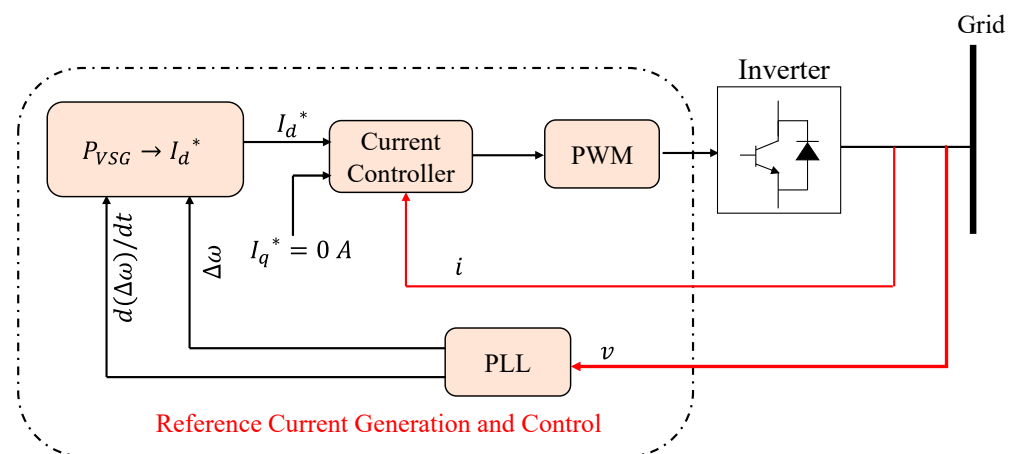 Grid
Inverter
P_VSG → I_d*
I_d*
Current
Controller
PWM
I_q* = 0 A
d(Δω)/dt
Δω
i
PLL
v
Reference Current Generation and Control